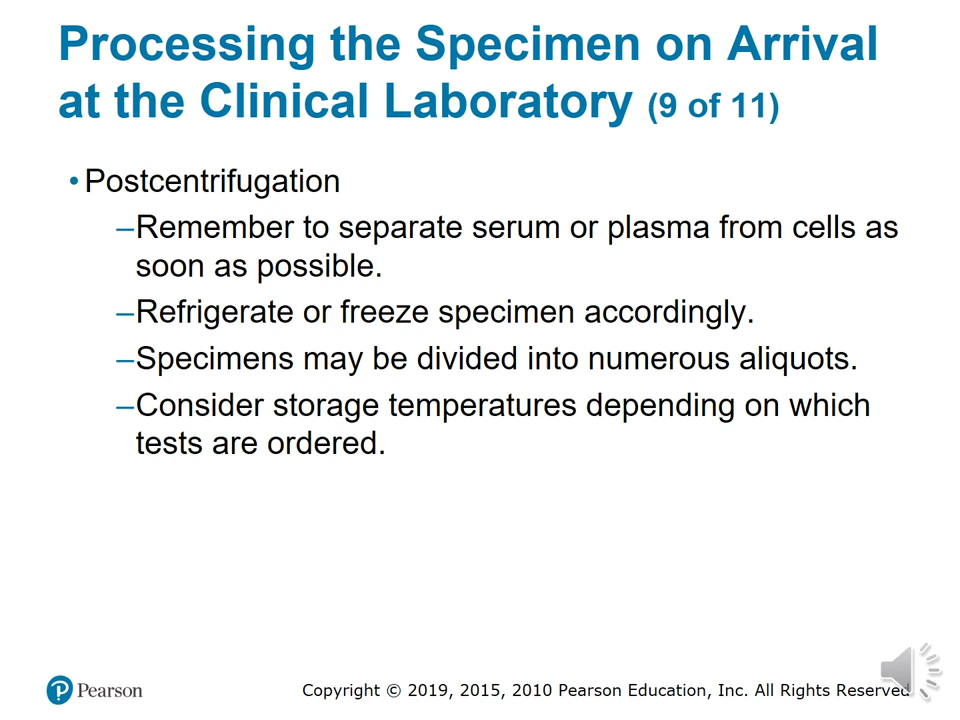 Processing the Specimen on Arrival
at the Clinical Laboratory (9 of 11)
• Postcentrifugation
–Remember to separate serum or plasma from cells as
soon as possible.
–Refrigerate or freeze specimen accordingly.
–Specimens may be divided into numerous aliquots.
–Consider storage temperatures depending on which
tests are ordered.
Pearson
Copyright © 2019, 2015, 2010 Pearson Education, Inc. All Rights Reserved